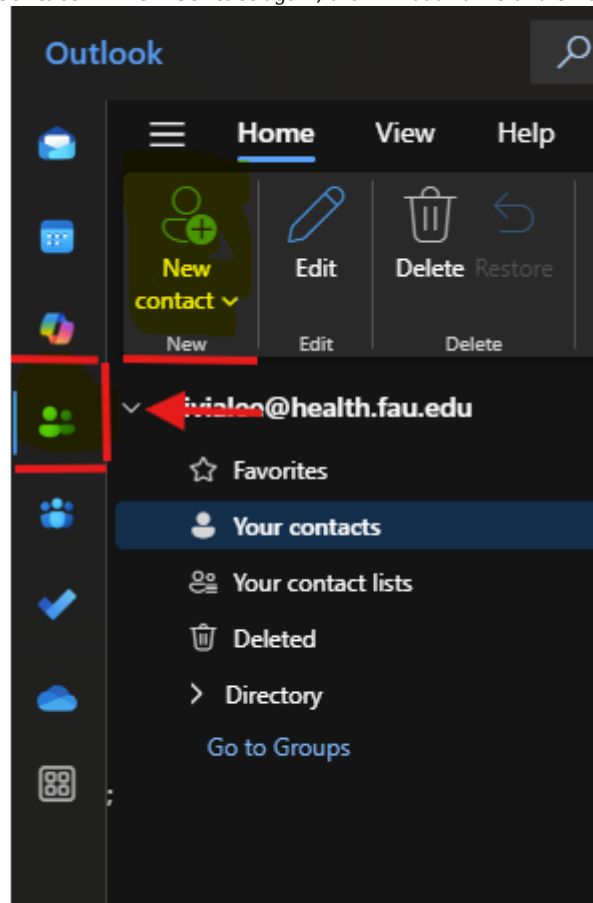 Outlook
Home View Help
New contact
Edit
Delete
Restore
New
Edit
Delete
@health.fau.edu
Favorites
Your contacts
Your contact lists
Deleted
Directory
Go to Groups
;